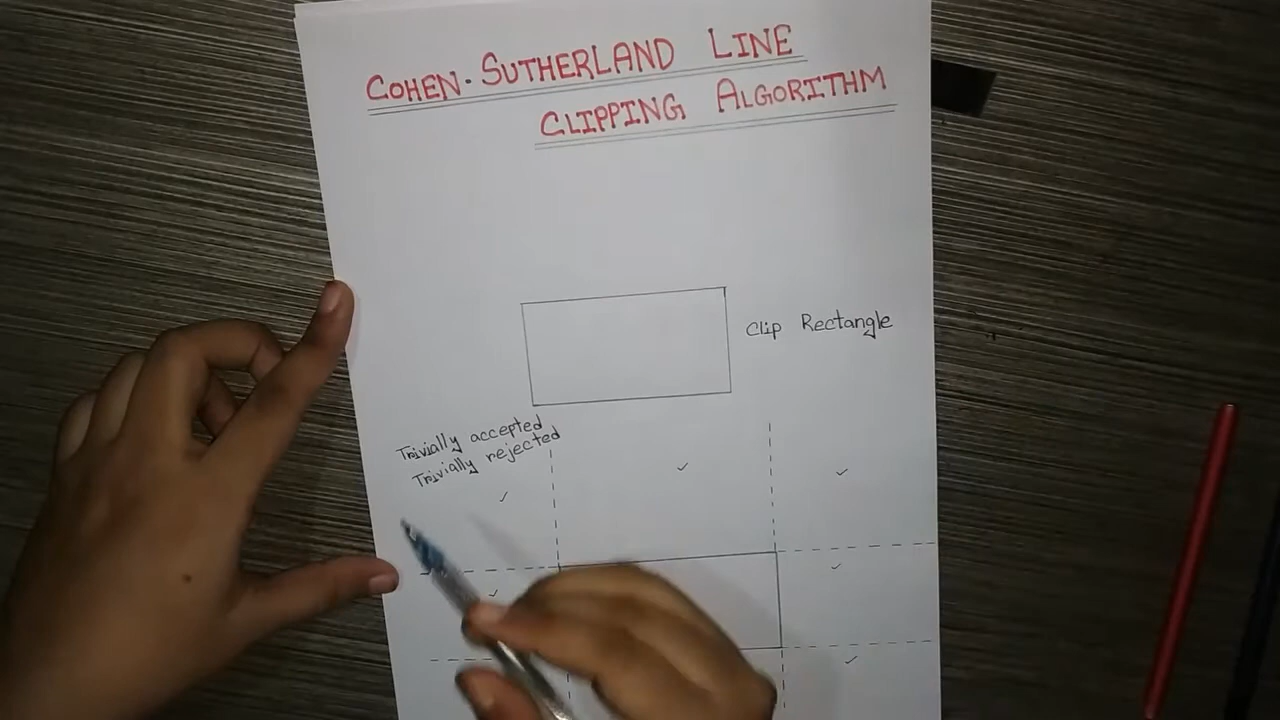 COHEN-SUTHERLAND LINE
CLIPPING ALGORITHM
Clip Rectangle
Trivially accepted
Trivially rejected